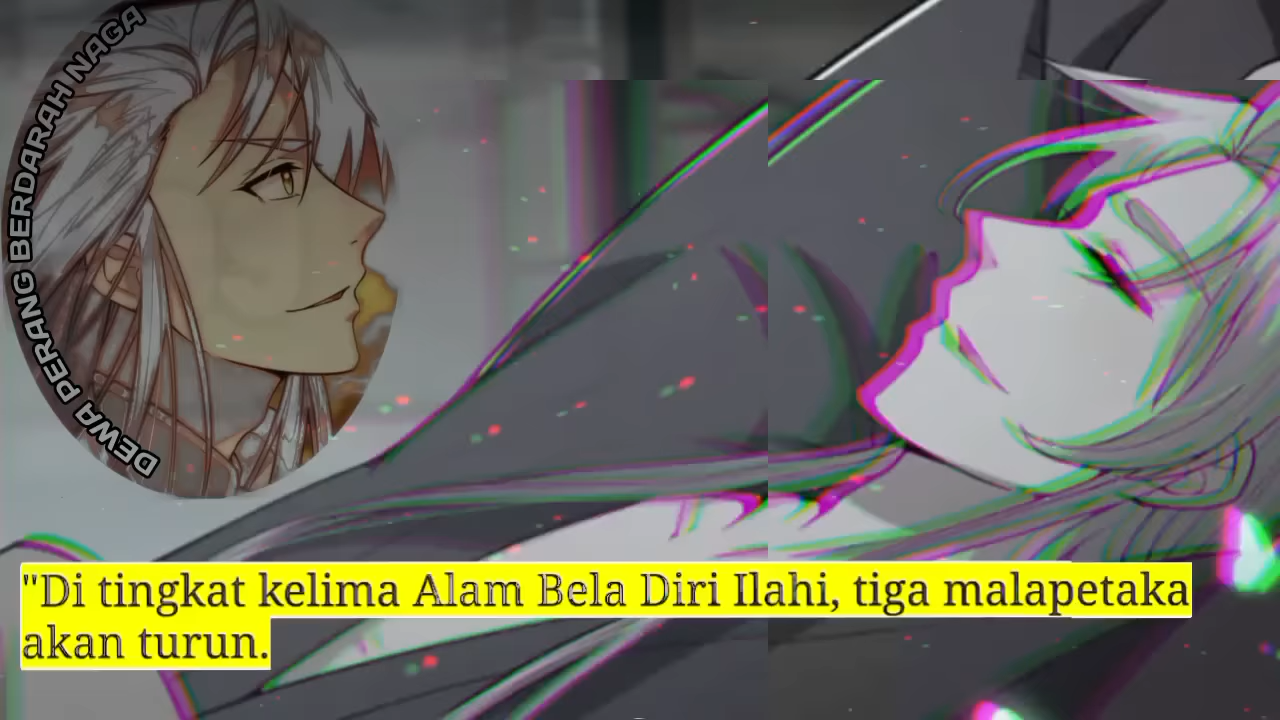 DEWA PERANG BERDARAH NAGA
"Di tingkat kelima Alam Bela Diri Ilahi, tiga malapetaka
akan turun.